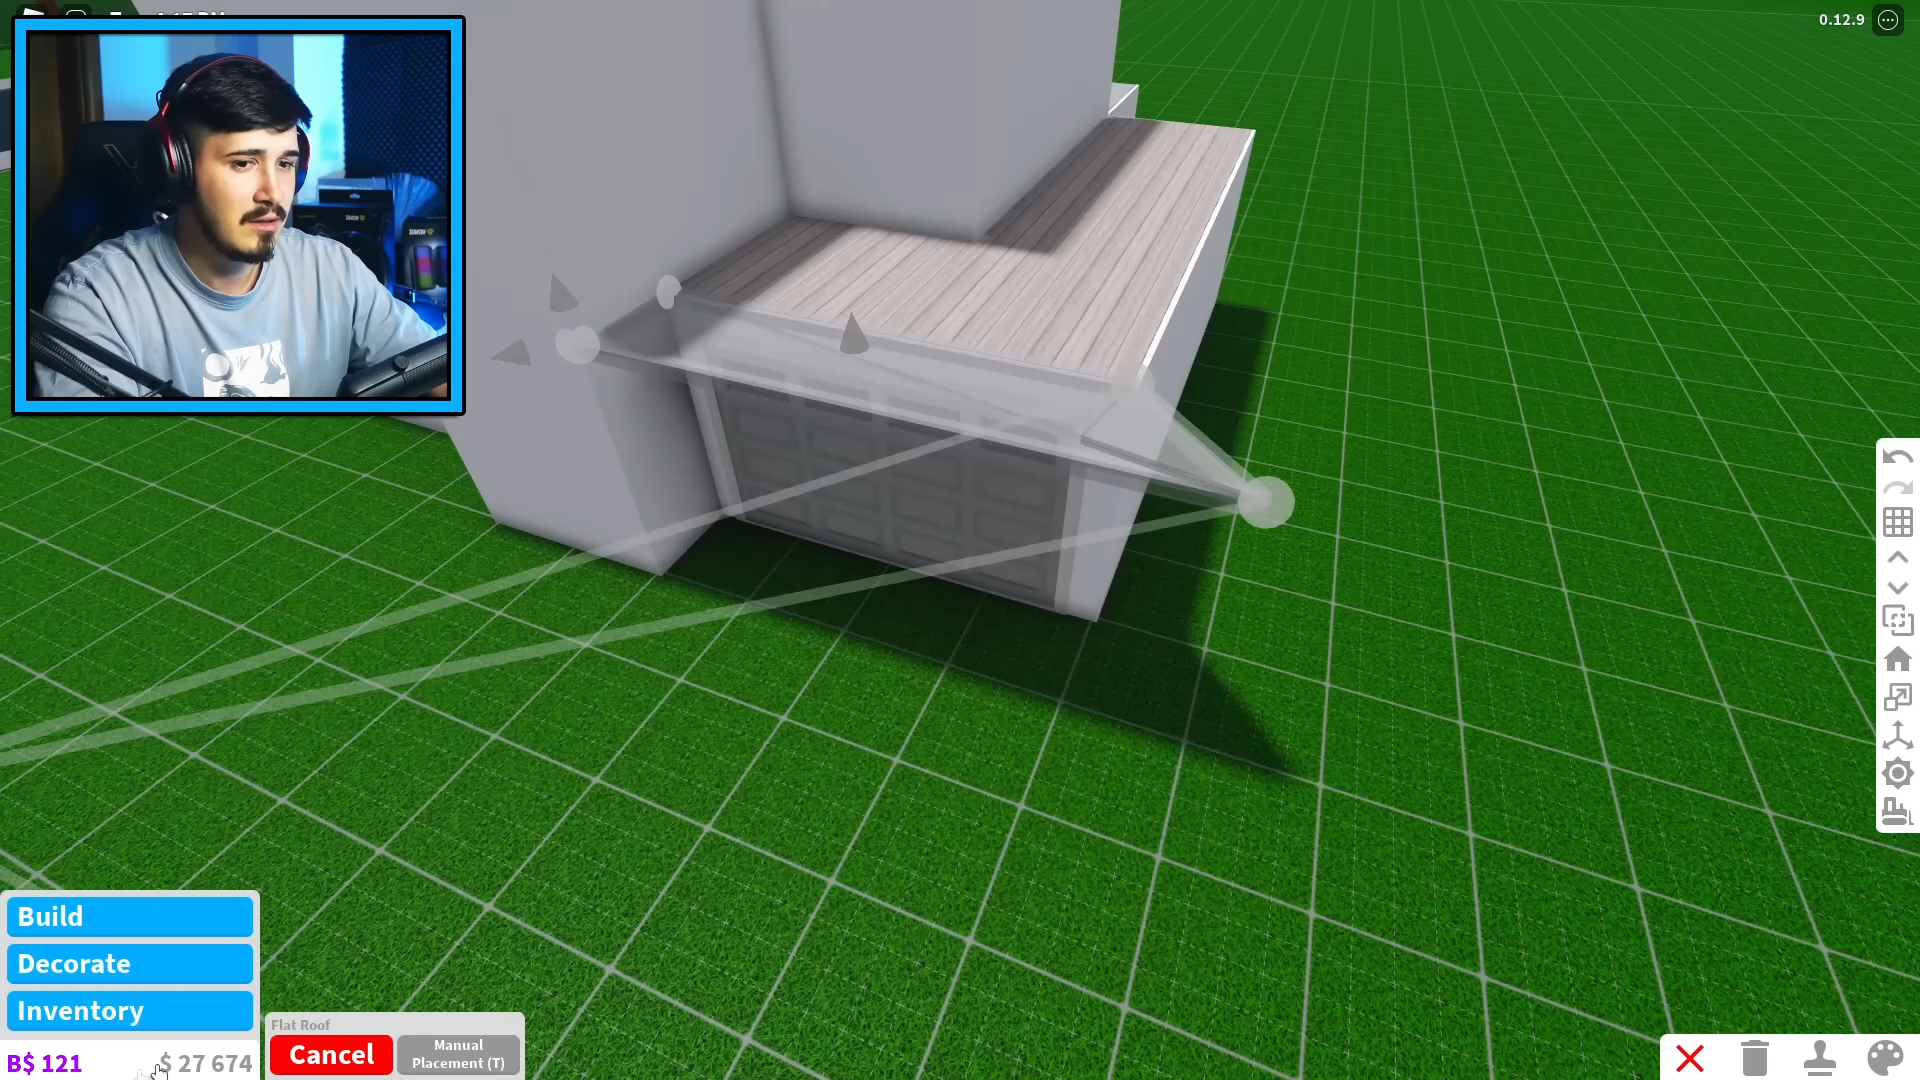 0.12.9
Build
Decorate
Inventory
B$ 121
$ 27 674
Flat Roof
Cancel
Manual
Placement (T)